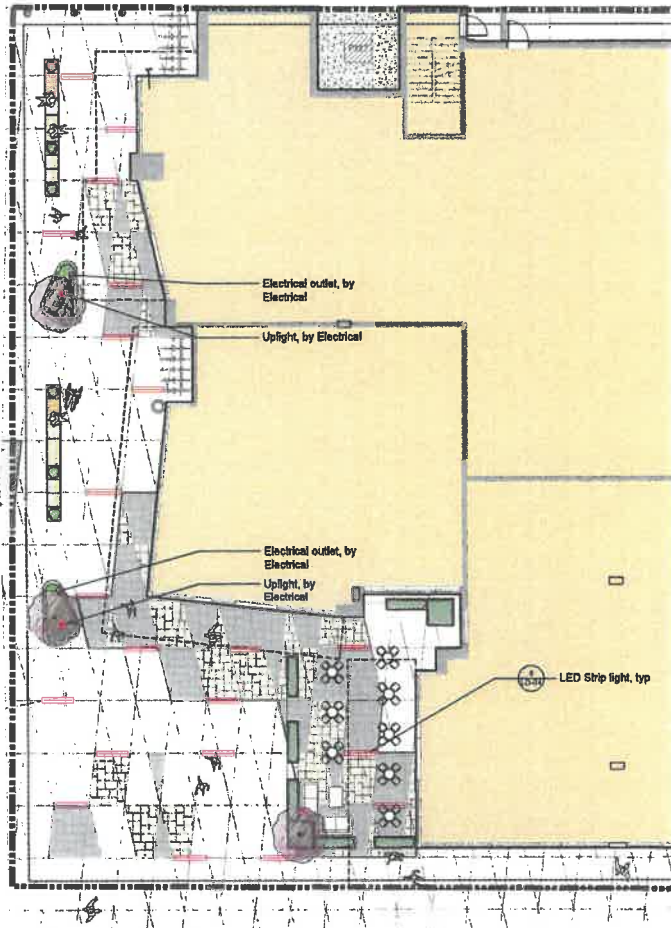 Electrical outlet, by
Electrical
Uplight, by Electrical
Electrical outlet, by
Electrical
Uplight, by
Electrical
LED Strip light, typ